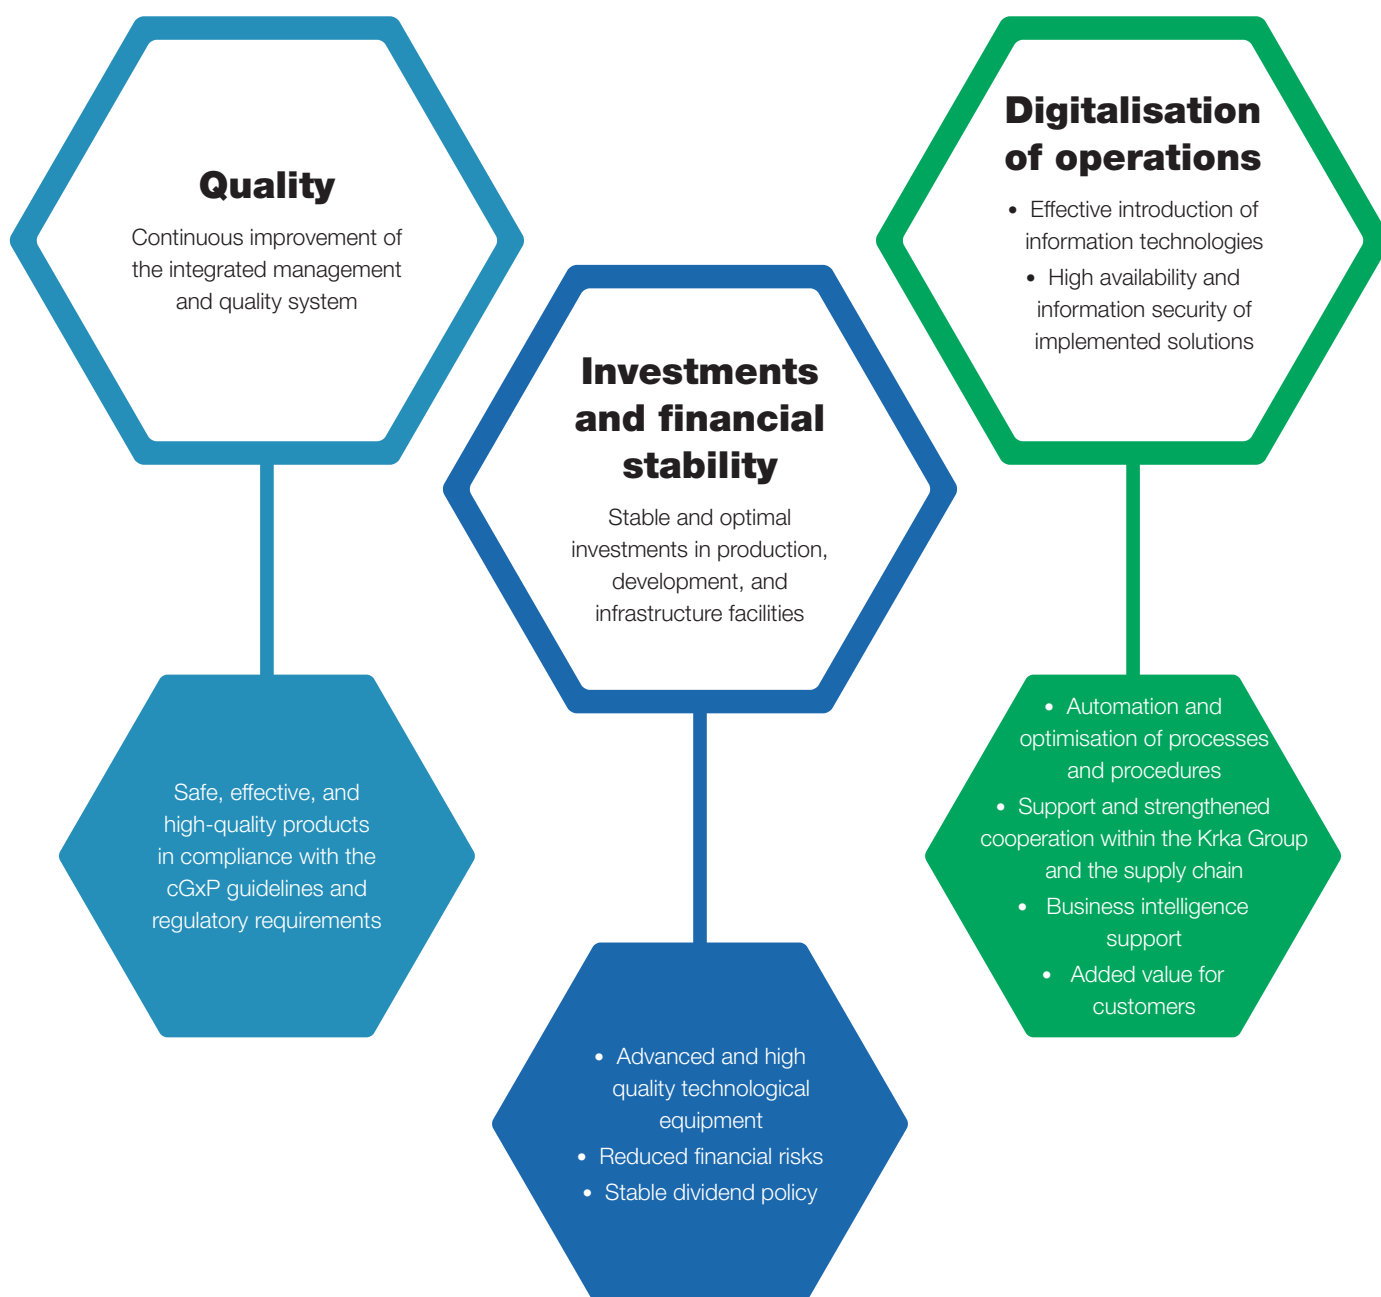 Quality
Continuous improvement of
the integrated management
and quality system
Safe, effective, and
high-quality products
in compliance with the
cGxP guidelines and
regulatory requirements
Investments
and financial
stability
Stable and optimal
investments in production,
development, and
infrastructure facilities
• Advanced and high
quality technological
equipment
• Reduced financial risks
• Stable dividend policy
Digitalisation
of operations
• Effective introduction of
information technologies
• High availability and
information security of
implemented solutions
• Automation and
optimisation of processes
and procedures
• Support and strengthened
cooperation within the Krka Group
and the supply chain
• Business intelligence
support
• Added value for
customers